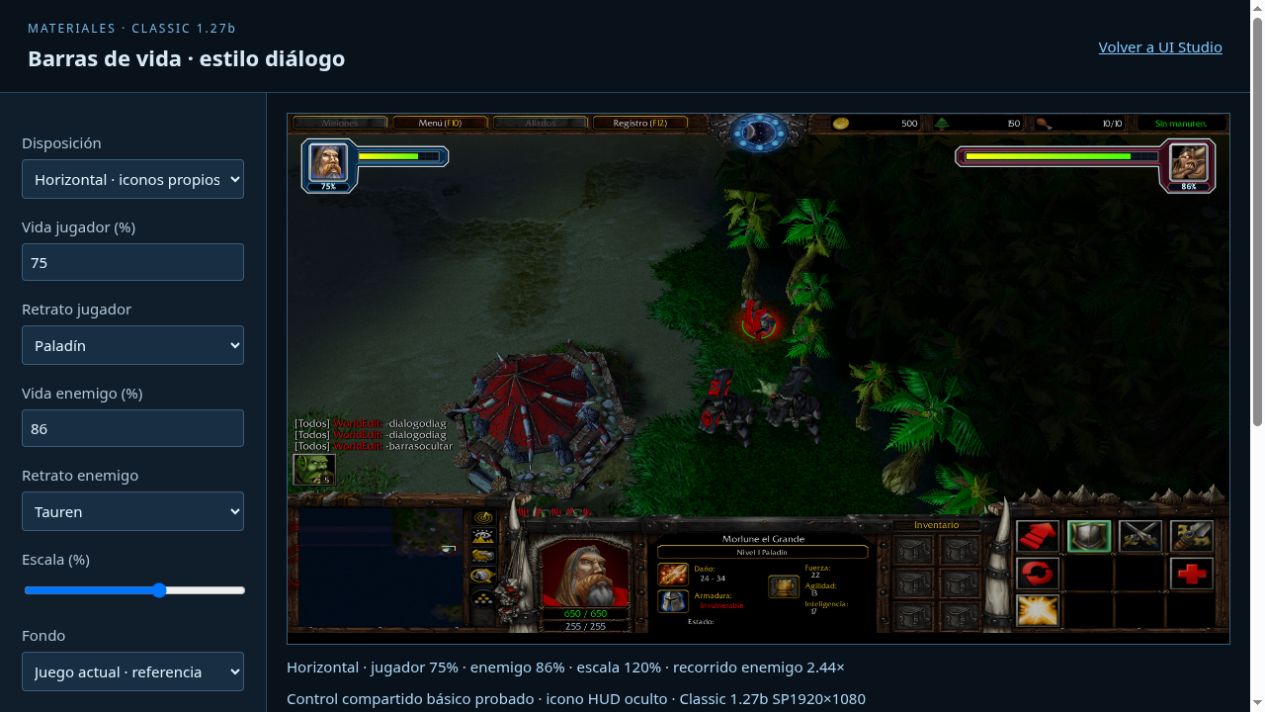 MATERIALES · CLASSIC 1.27b
Barras de vida · estilo diálogo
Volver a UI Studio
Disposición
Horizontal · iconos propios
Vida jugador (%)
75
Retrato jugador
Paladín
Vida enemigo (%)
86
Retrato enemigo
Tauren
Escala (%)
Fondo
Juego actual · referencia
Misiones
Menú (F10)
Aliados
Registro (F12)
500
150
10/10
Sin manuten.
75%
86%
[Todos] WorldEdit: -dialogodiag
[Todos] WorldEdit: -dialogodiag
[Todos] WorldEdit: -barrasocultar
5
650 / 650
255 / 255
Morlune el Grande
Nivel 1 Paladín
Daño:
24 - 34
Armadura:
Invulnerable
Fuerza:
22
Agilidad:
13
Inteligencia:
17
Estado:
Inventario
Horizontal · jugador 75% · enemigo 86% · escala 120% · recorrido enemigo 2.44×
Control compartido básico probado · icono HUD oculto · Classic 1.27b SP1920×1080